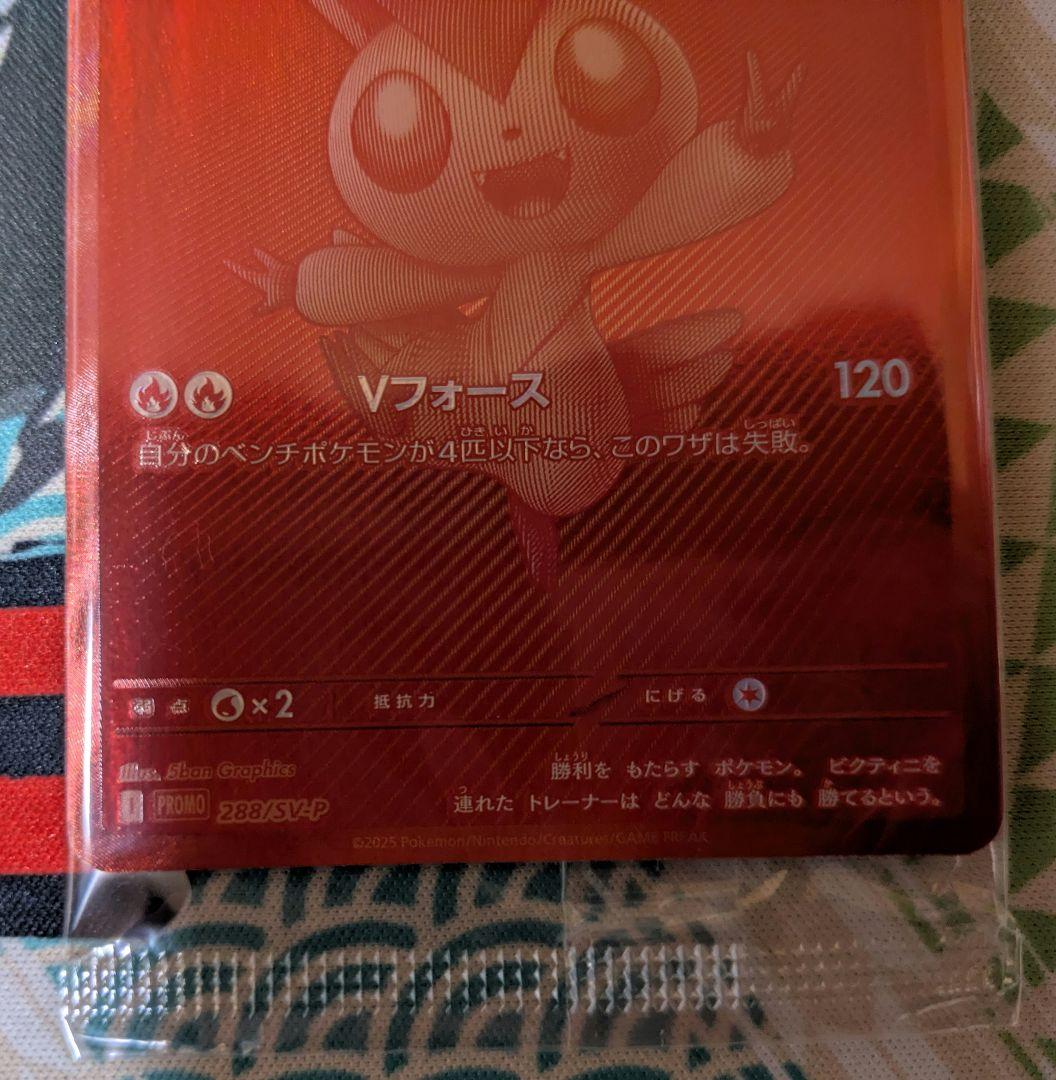 Vフォース 120
自分のベンチポケモンが4匹以下なら、このワザは失敗。
弱点 ×2 抵抗力 にげる
Illus. 5ban Graphics
勝利を もたらす ポケモン。 ビクティニを
連れた トレーナーは どんな 勝負にも 勝てるという。
I PROMO 288/SV-P
©2025 Pokémon/Nintendo/Creatures/GAME FREAK